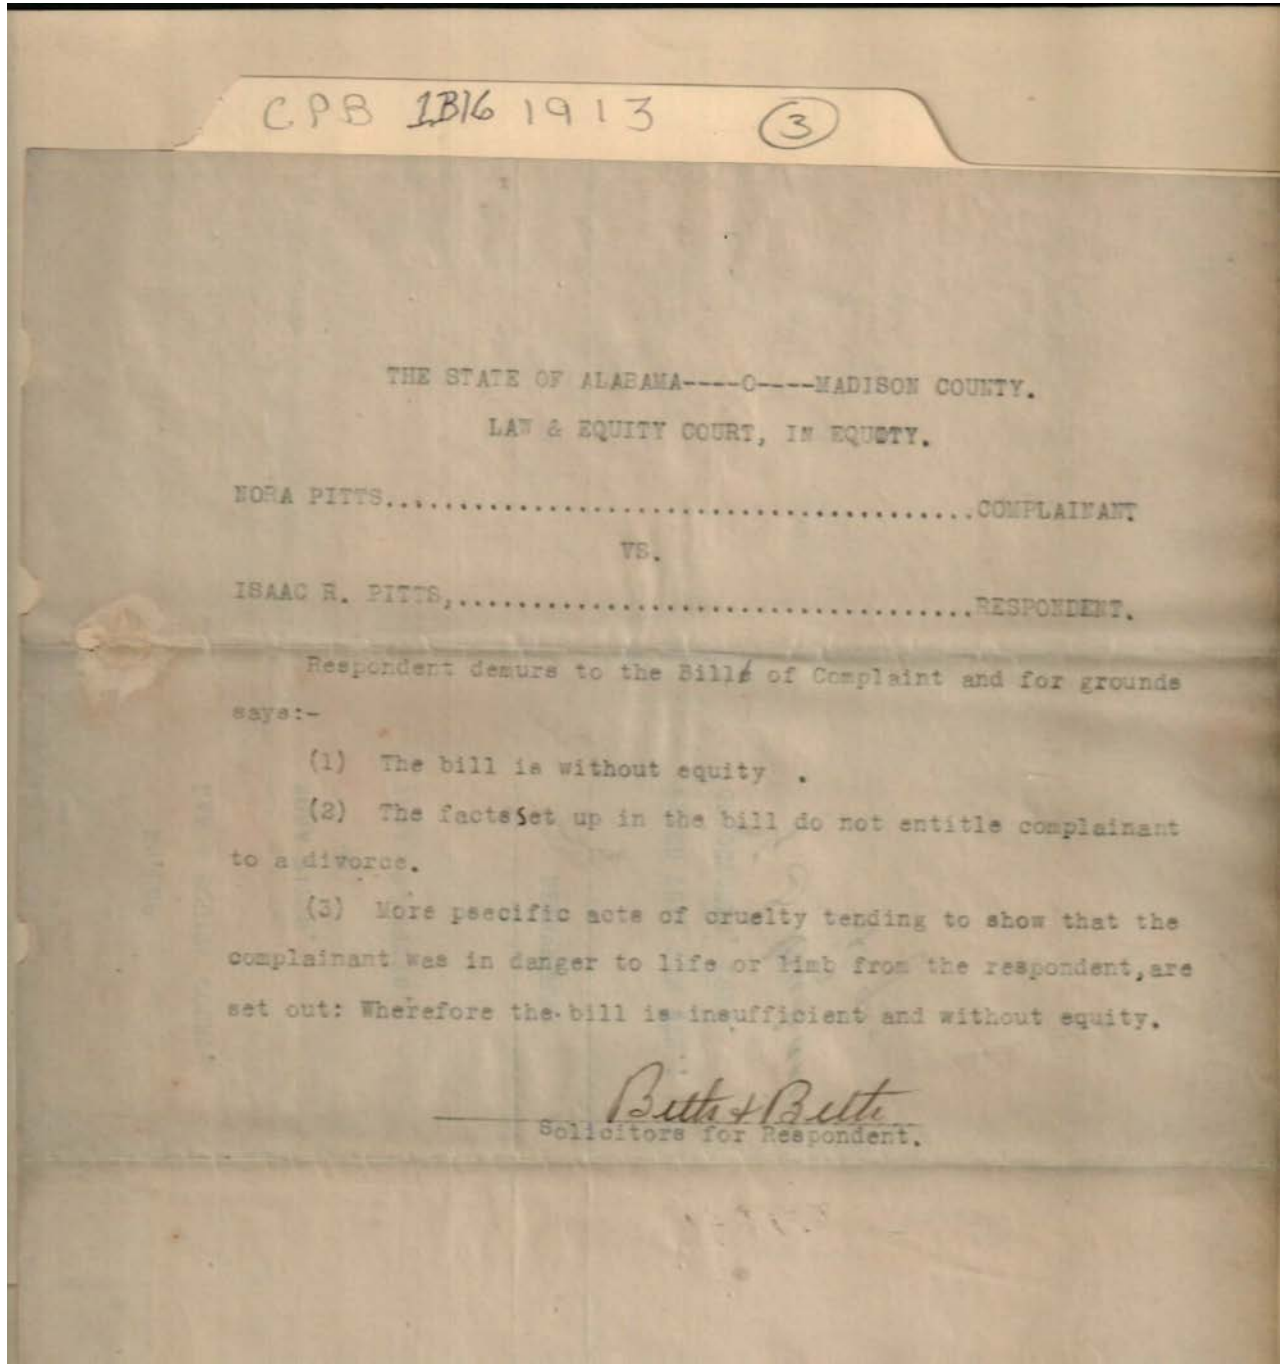 CPB 1B16 1913 3
THE STATE OF ALABAMA----O----MADISON COUNTY.
LAW & EQUITY COURT, IN EQUITY.
NORA PITTS........................................COMPLAINANT
VS.
ISAAC R. PITTS,...................................RESPONDENT.
Respondent demurs to the Bill of Complaint and for grounds
says:-
(1) The bill is without equity .
(2) The facts set up in the bill do not entitle complainant
to a divorce.
(3) More psecific acts of cruelty tending to show that the
complainant was in danger to life or limb from the respondent,are
set out: Wherefore the bill is insufficient and without equity.
Betts & Betts
Solicitors for Respondent.